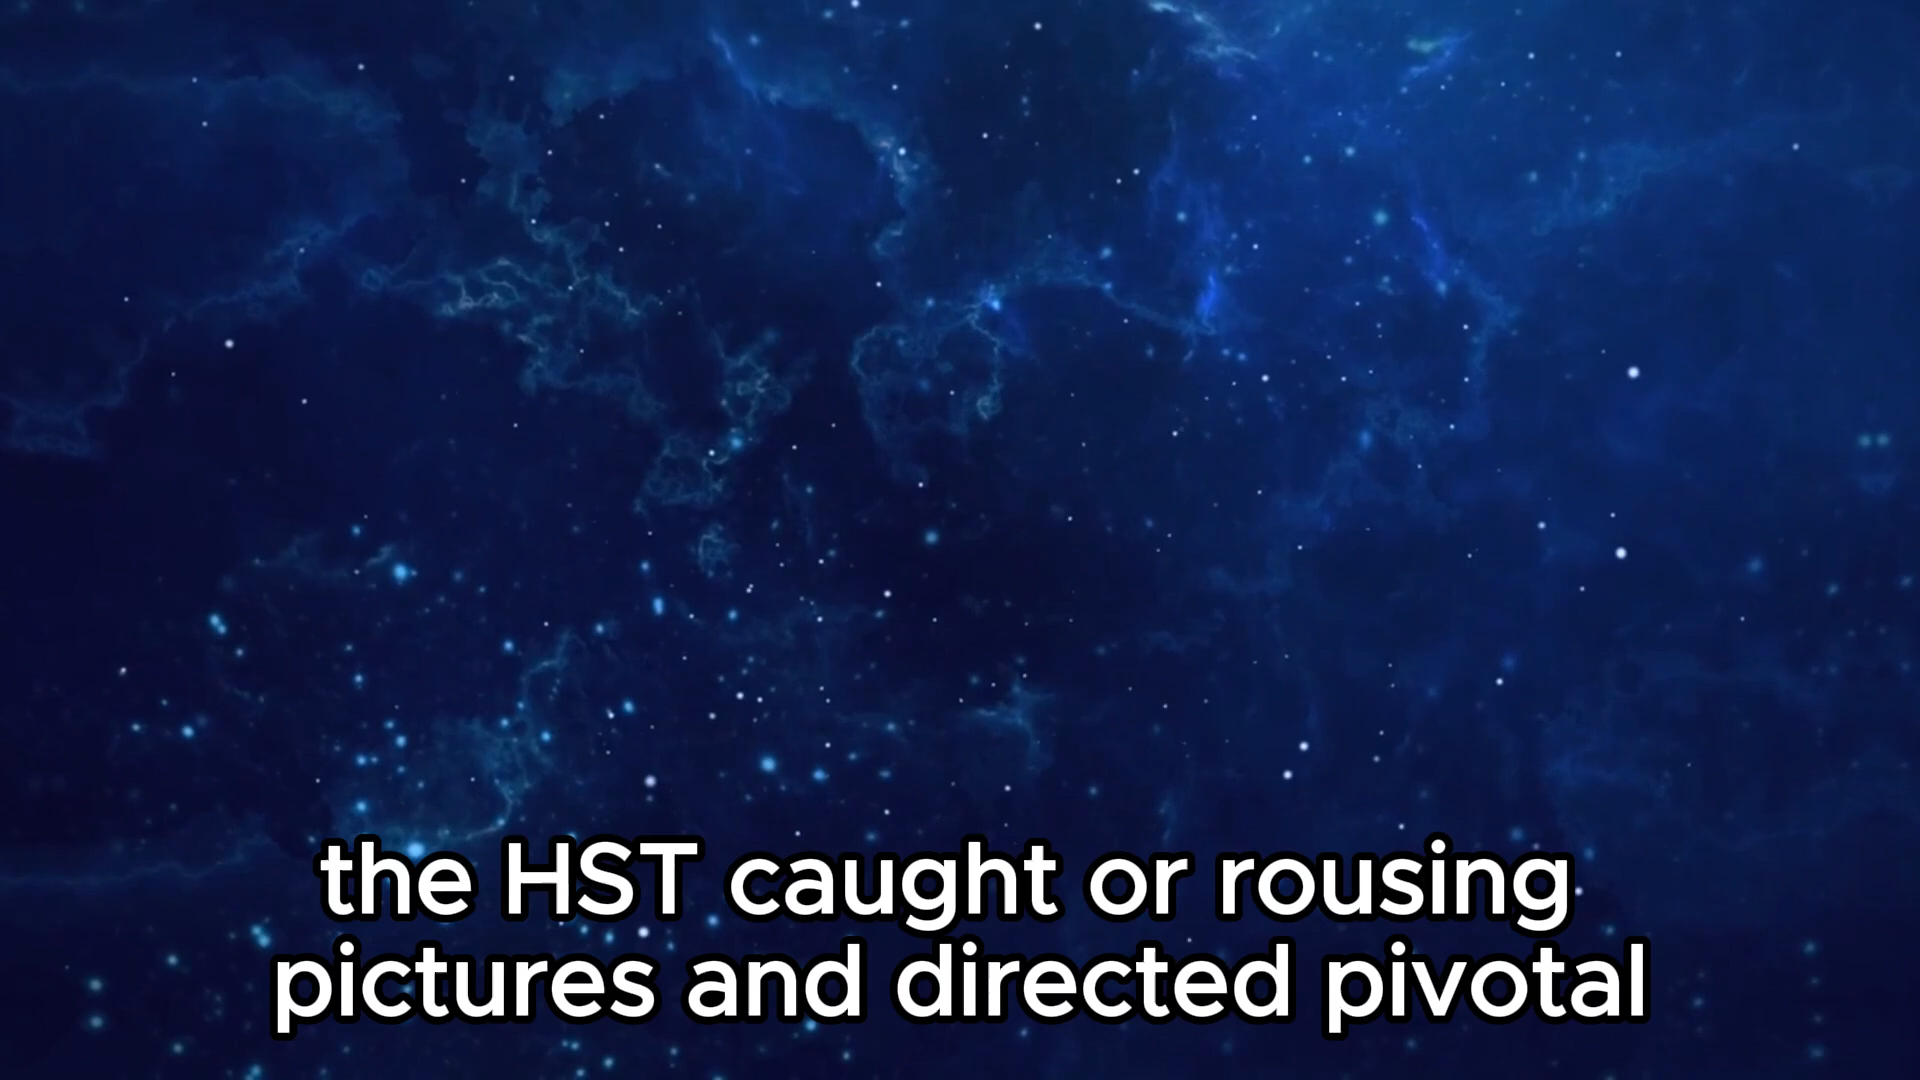 the HST caught or rousing
pictures and directed pivotal